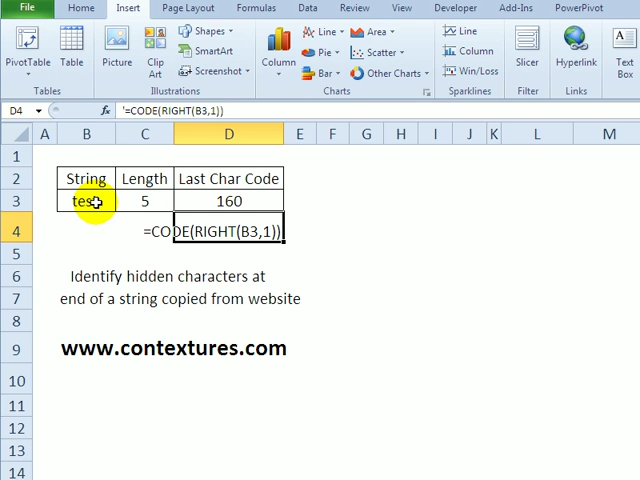 File Home Insert Page Layout Formulas Data Review View Developer Add-Ins PowerPivot
PivotTable Table Picture Clip Art Shapes SmartArt Screenshot Column Line Pie Bar Area Scatter Other Charts Line Column Win/Loss Slicer Hyperlink Text Box
Tables Illustrations Charts Sparklines Filter Links
D4 fx '=CODE(RIGHT(B3,1))
A B C D E F G H I J K L M
1
2 String Length Last Char Code
3 test 5 160
4 =CODE(RIGHT(B3,1))
5
6 Identify hidden characters at
7 end of a string copied from website
8
9 www.contextures.com
10
11
12
13
14